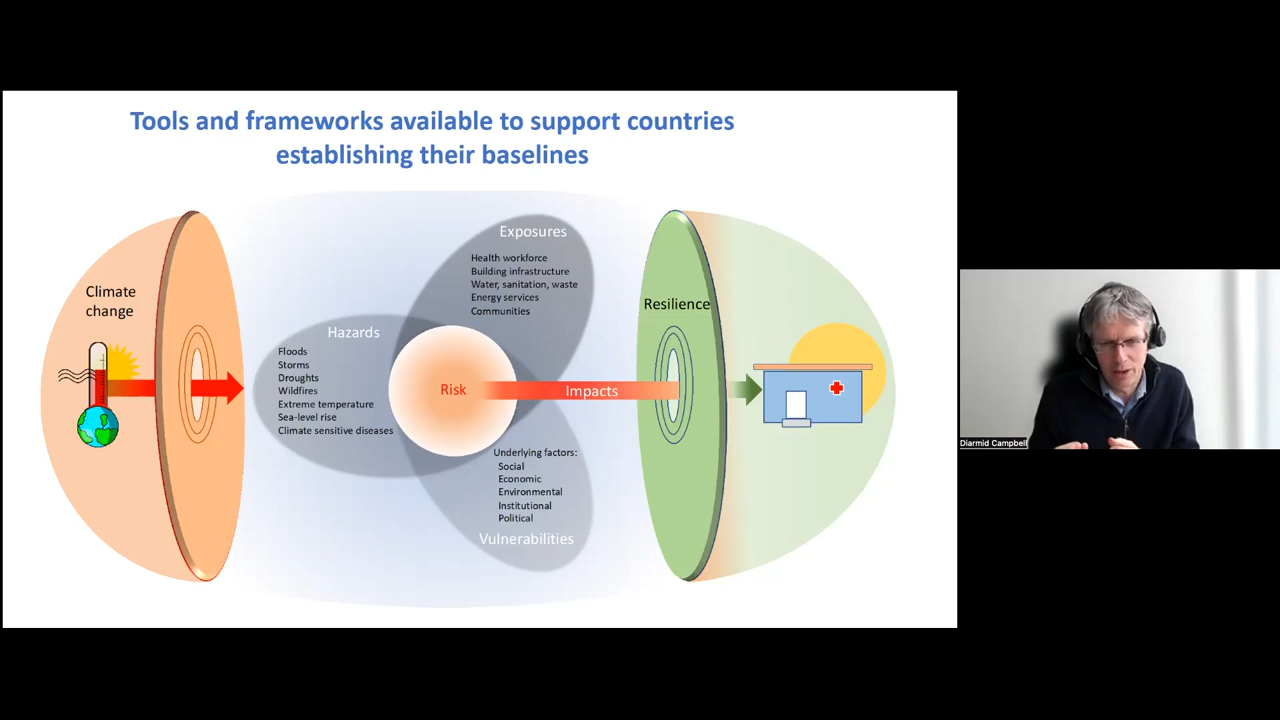 Tools and frameworks available to support countries
establishing their baselines
Climate
change
Hazards
Floods
Storms
Droughts
Wildfires
Extreme temperature
Sea-level rise
Climate sensitive diseases
Exposures
Health workforce
Building infrastructure
Water, sanitation, waste
Energy services
Communities
Risk
Impacts
Underlying factors:
Social
Economic
Environmental
Institutional
Political
Vulnerabilities
Resilience
Diarmid Campbell